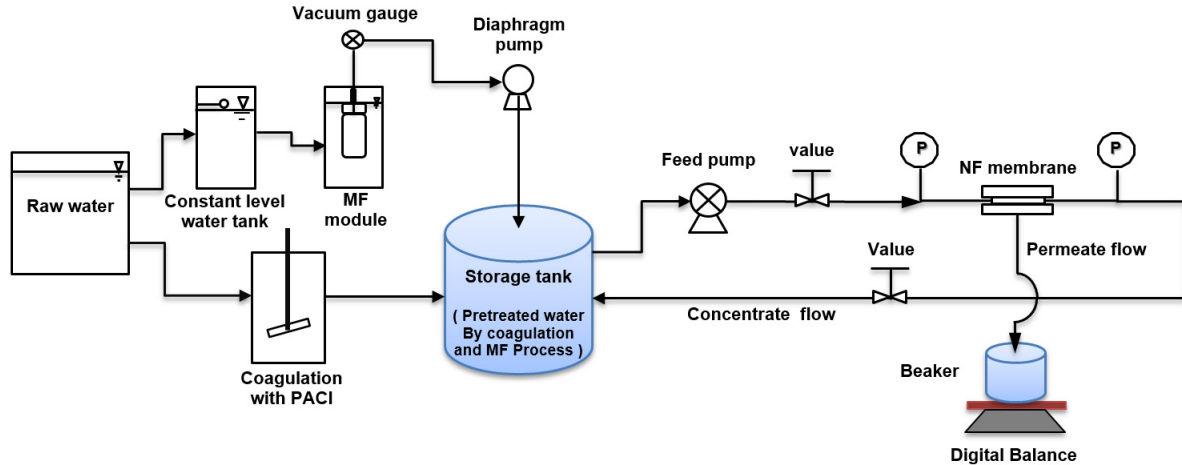 Vacuum gauge
Diaphragm
pump
Raw water
Constant level
water tank
MF
module
Feed pump
value
P
NF membrane
P
Permeate flow
Storage tank
( Pretreated water
By coagulation
and MF Process )
Value
Concentrate flow
Coagulation
with PACI
Beaker
Digital Balance